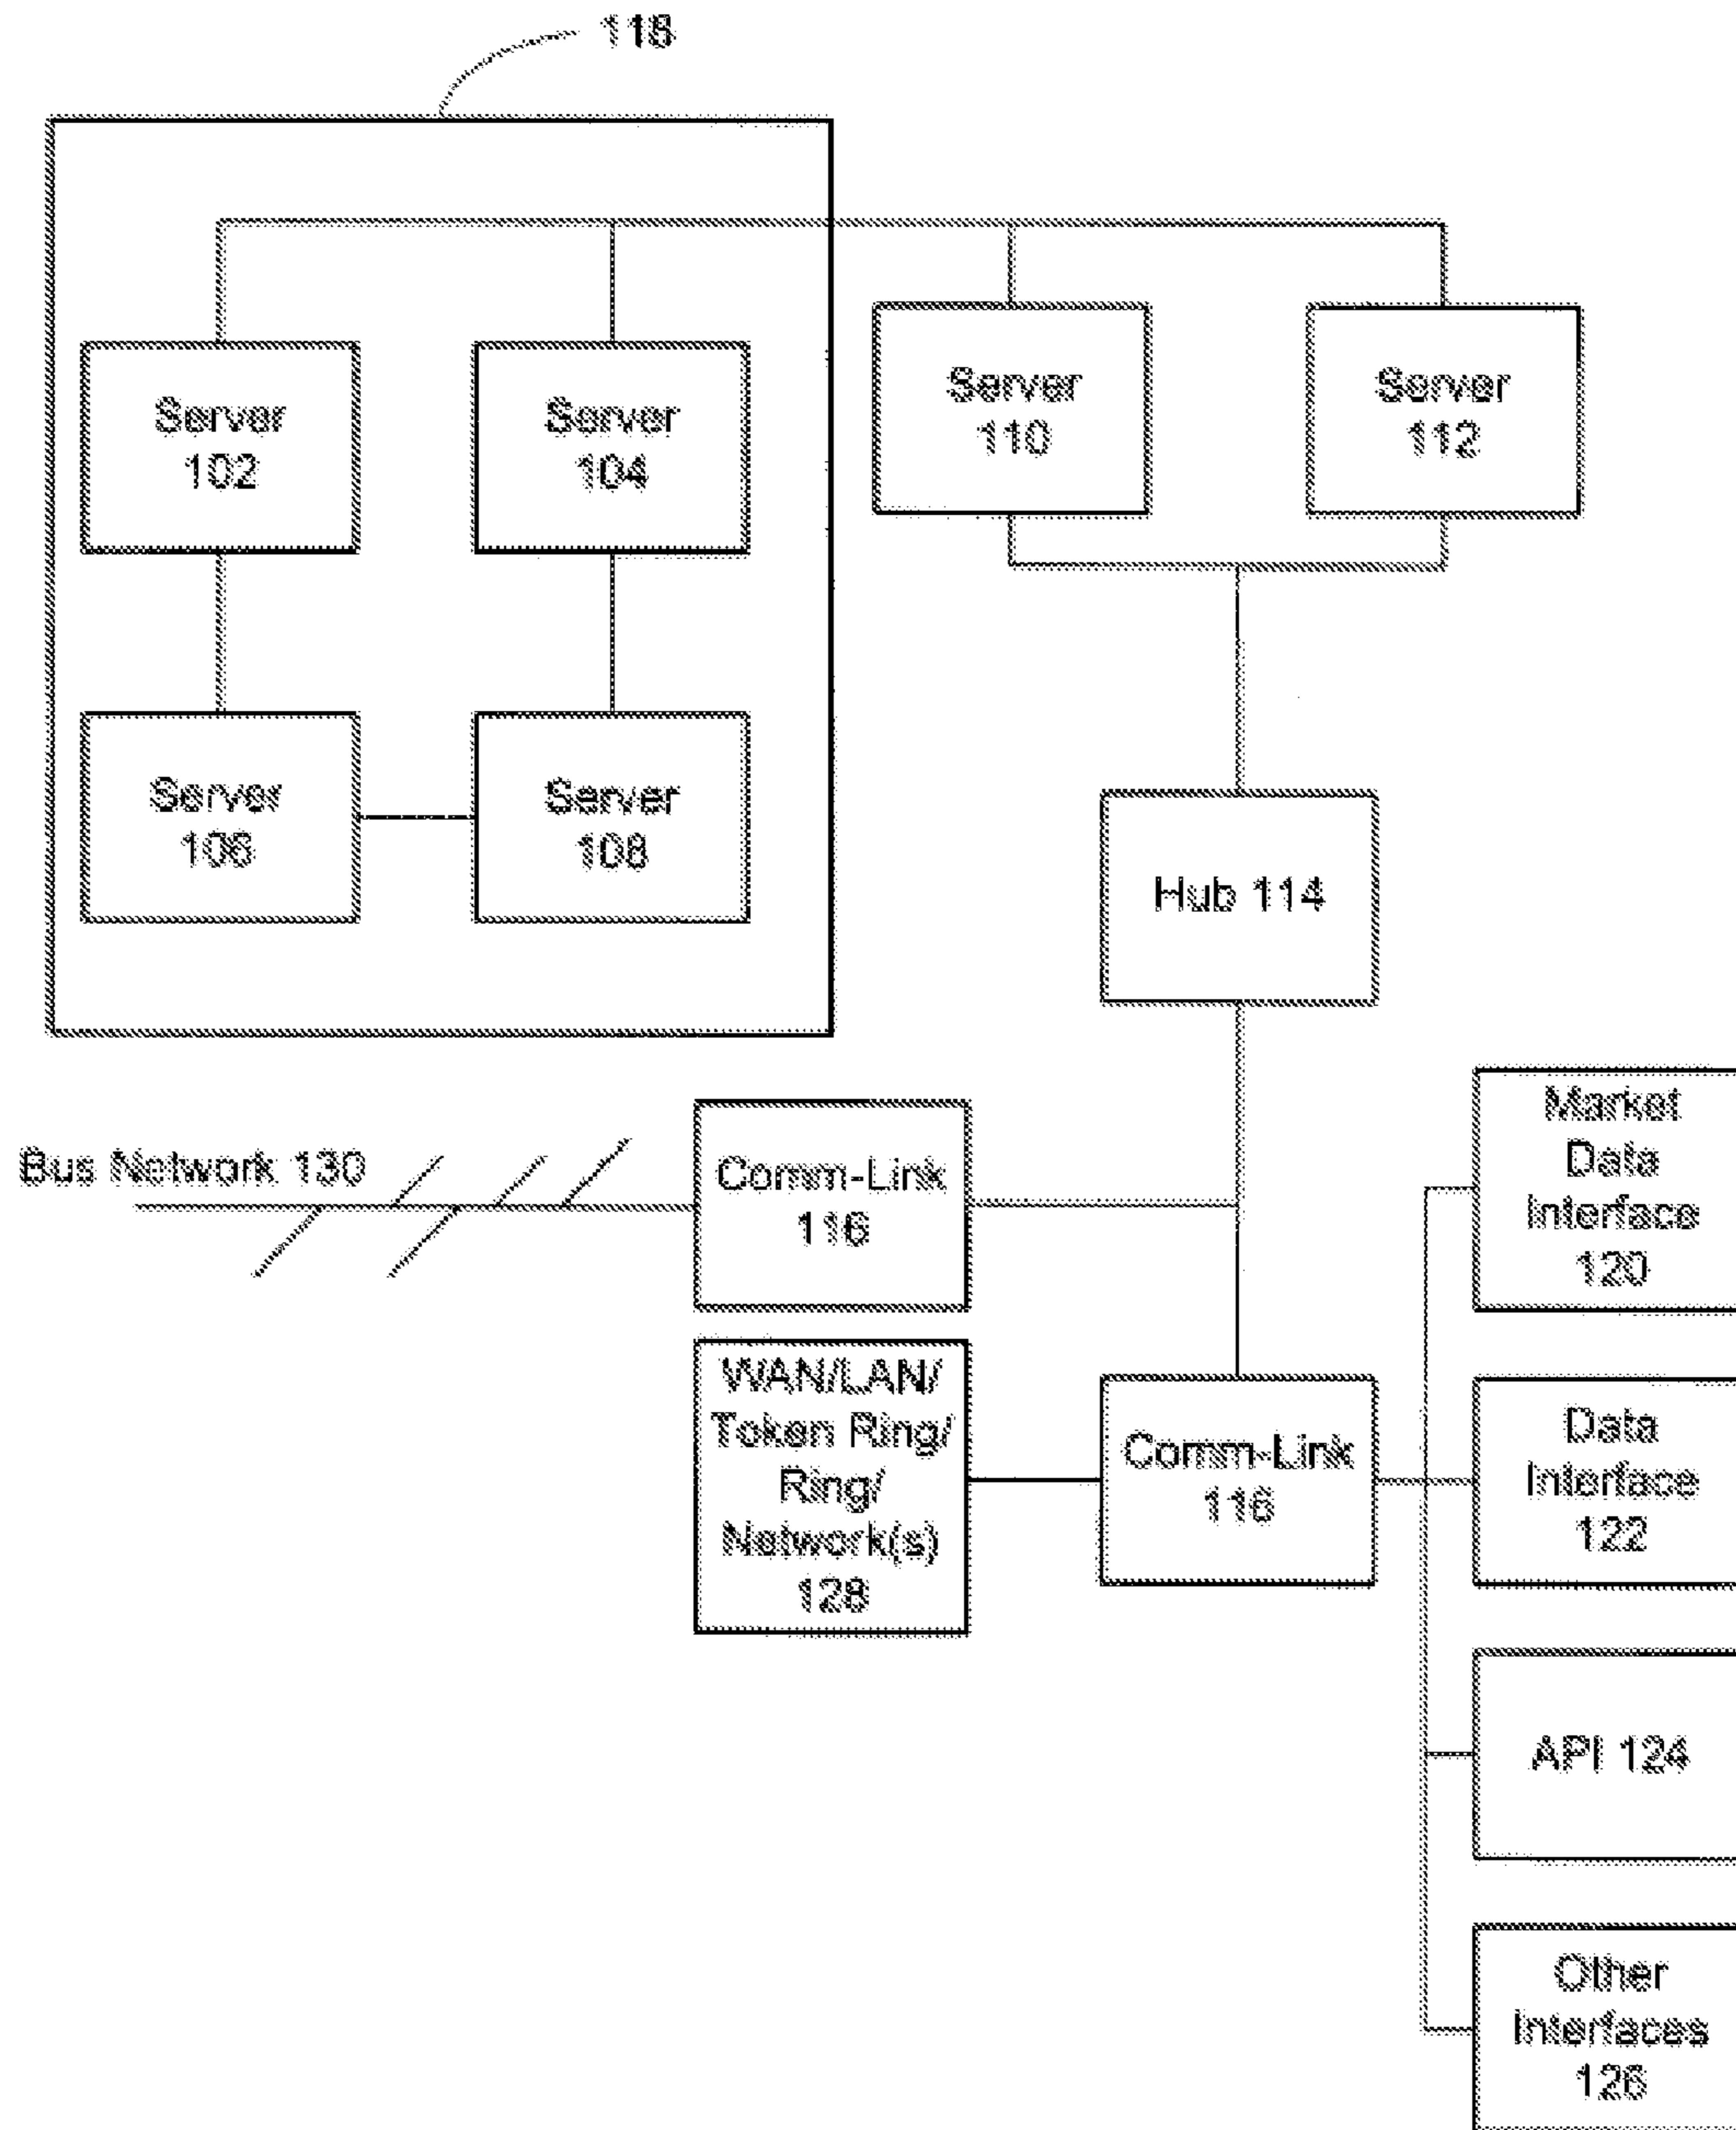 118
Server
102
Server
104
Server
110
Server
112
Server
106
Server
108
Hub 114
Bus Network 130
Comm-Link
116
WAN/LAN/
Token Ring/
Ring/
Network(s)
128
Comm-Link
116
Market
Data
Interface
120
Data
Interface
122
API 124
Other
Interfaces
126